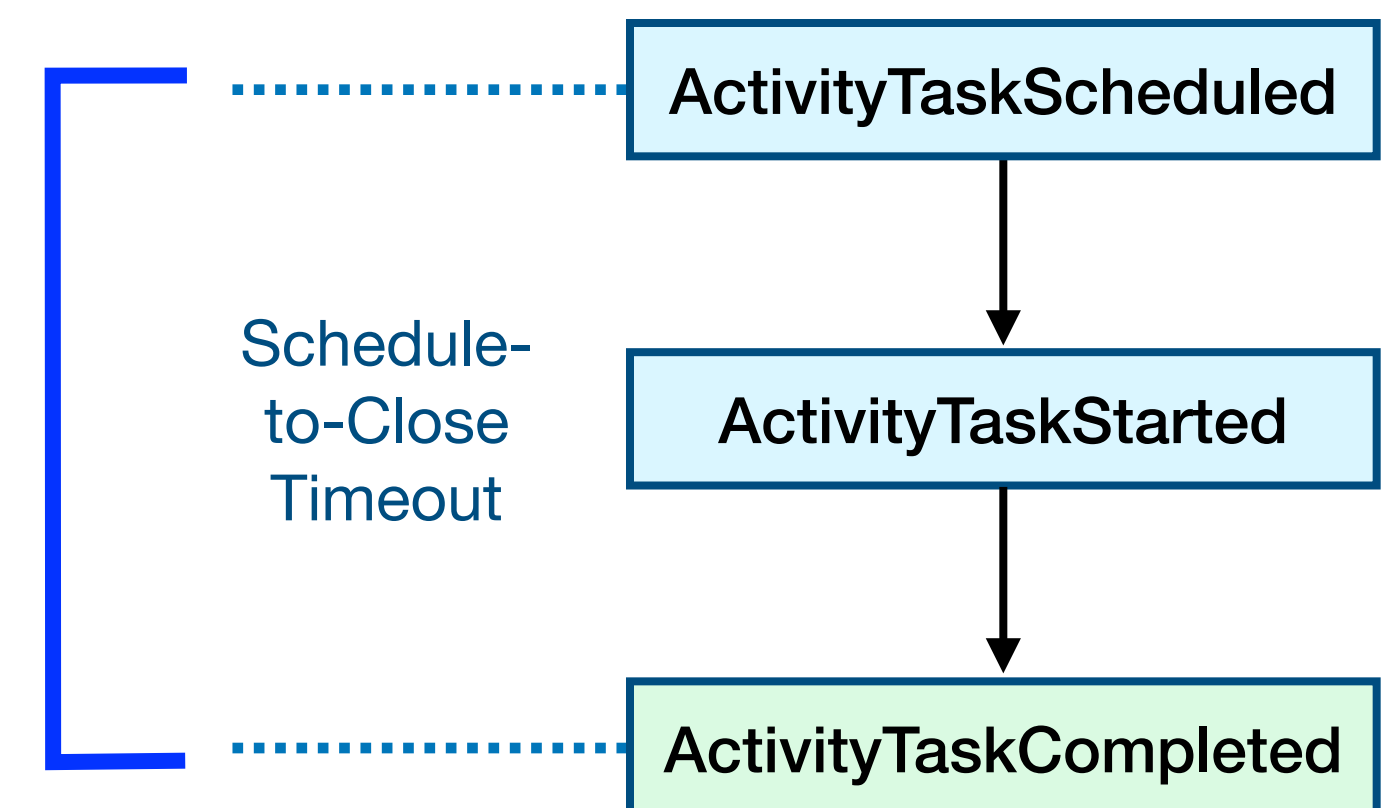 ActivityTaskScheduled
Schedule-
to-Close
Timeout
ActivityTaskStarted
ActivityTaskCompleted